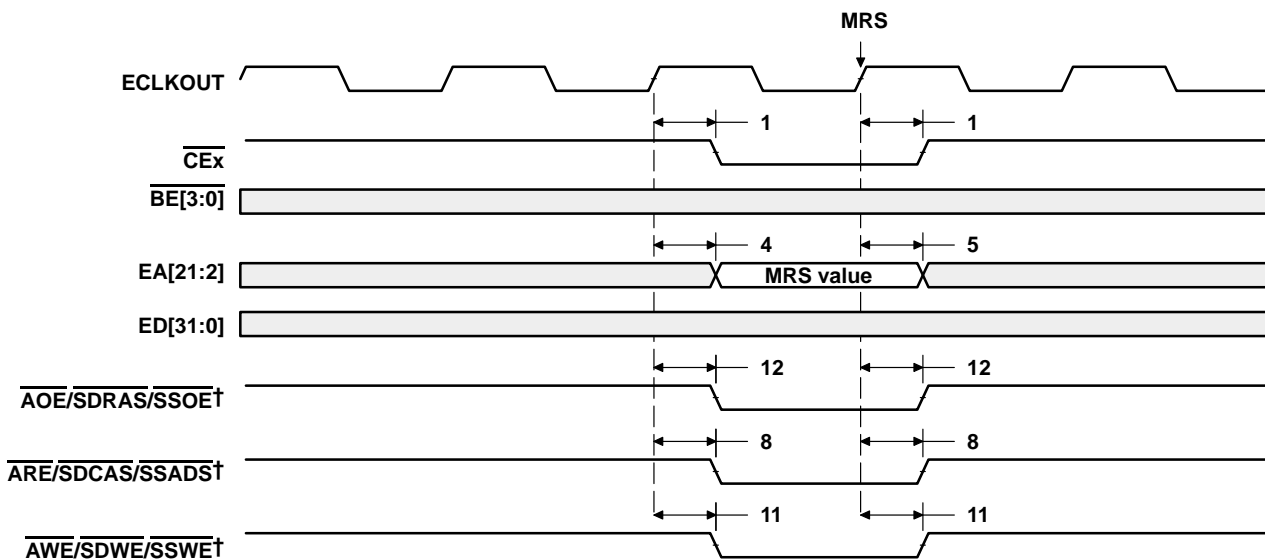 MRS
ECLKOUT
1 1
CEx
BE[3:0]
4 5
EA[21:2] MRS value
ED[31:0]
12 12
AOE/SDRAS/SSOE†
8 8
ARE/SDCAS/SSADS†
11 11
AWE/SDWE/SSWE†